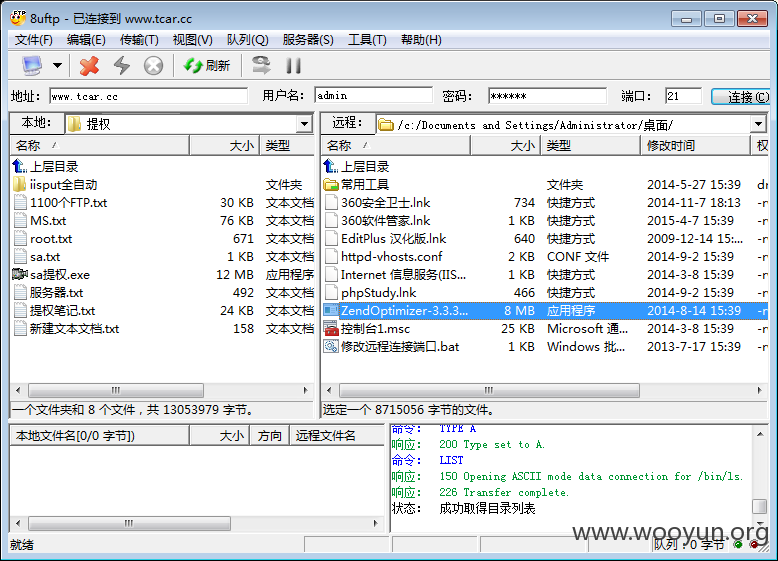 8uftp - 已连接到 www.tcar.cc
文件(F) 编辑(E) 传输(T) 视图(V) 队列(Q) 服务器(S) 工具(T) 帮助(H)
刷新
地址: www.tcar.cc 用户名: admin 密码: ****** 端口: 21 连接(C)
本地: 提权 远程: /c:/Documents and Settings/Administrator/桌面/
名称 大小 类型 名称 大小 类型 修改时间 权
上层目录 上层目录
iisput全自动 文件夹 常用工具 文件夹 2014-5-27 15:39
1100个FTP.txt 30 KB 文本文档 360安全卫士.lnk 734 快捷方式 2014-11-7 18:13
MS.txt 76 KB 文本文档 360软件管家.lnk 1 KB 快捷方式 2015-4-7 15:39
root.txt 671 文本文档 EditPlus 汉化版.lnk 640 快捷方式 2009-12-14 15:...
sa.txt 1 KB 文本文档 httpd-vhosts.conf 2 KB CONF 文件 2014-9-2 15:39
sa提权.exe 12 MB 应用程序 Internet 信息服务(IIS... 1 KB 快捷方式 2014-3-8 15:39
服务器.txt 492 文本文档 phpStudy.lnk 466 快捷方式 2014-9-2 15:39
提权笔记.txt 24 KB 文本文档 ZendOptimizer-3.3.3... 8 MB 应用程序 2014-8-14 15:39
新建文本文档.txt 158 文本文档 控制台1.msc 25 KB Microsoft 通... 2014-3-8 15:39
修改远程连接端口.bat 1 KB Windows 批... 2013-7-17 15:39
一个文件夹和 8 个文件，共 13053979 字节。 选定一个 8715056 字节的文件。
本地文件名[0/0 字节]) 大小 方向 远程文件名
命令: TYPE A
响应: 200 Type set to A.
命令: LIST
响应: 150 Opening ASCII mode data connection for /bin/ls.
响应: 226 Transfer complete.
状态: 成功取得目录列表
www.wooyun.org
就绪 队列：0 字节